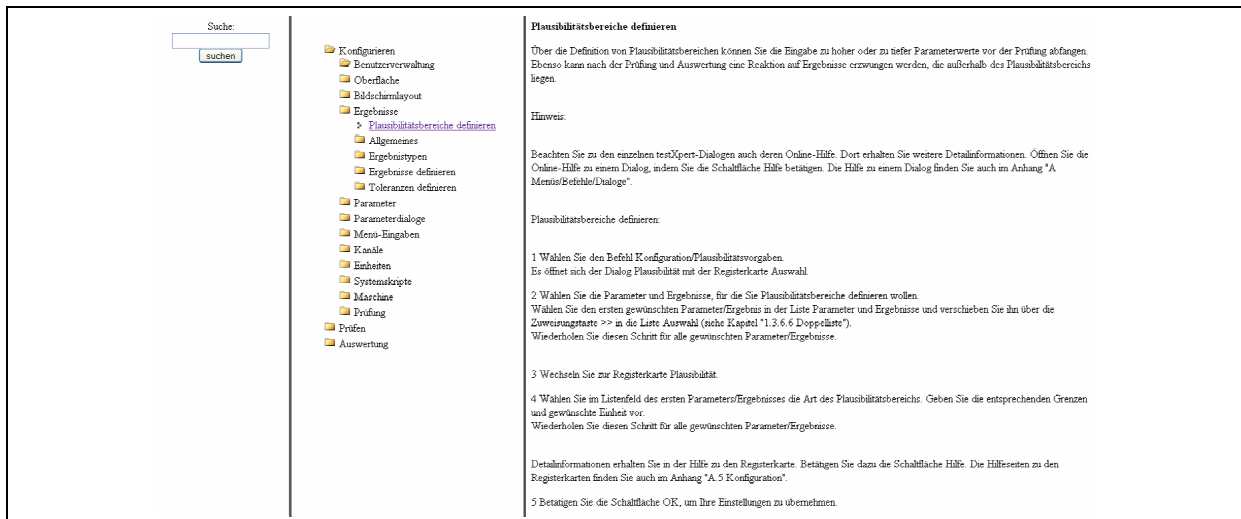 Suche:
suchen
Konfigurieren
Benutzerverwaltung
Oberfläche
Bildschirmlayout
Ergebnisse
Plausibilitätsbereiche definieren
Allgemeines
Ergebnistypen
Ergebnisse definieren
Toleranzen definieren
Parameter
Parameterdialoge
Menü-Eingaben
Kanäle
Einheiten
Systemskripte
Maschine
Prüfung
Prüfen
Auswertung
Plausibilitätsbereiche definieren
Über die Definition von Plausibilitätsbereichen können Sie die Eingabe zu hoher oder zu tiefer Parameterwerte vor der Prüfung abfangen.
Ebenso kann nach der Prüfung und Auswertung eine Reaktion auf Ergebnisse erzwungen werden, die außerhalb des Plausibilitätsbereichs
liegen.
Hinweis:
Beachten Sie zu den einzelnen testXpert-Dialogen auch deren Online-Hilfe. Dort erhalten Sie weitere Detailinformationen. Öffnen Sie die
Online-Hilfe zu einem Dialog, indem Sie die Schaltfläche Hilfe betätigen. Die Hilfe zu einem Dialog finden Sie auch im Anhang "A
Menüs/Befehle/Dialoge".
Plausibilitätsbereiche definieren:
1 Wählen Sie den Befehl Konfiguration/Plausibilitätsvorgaben.
Es öffnet sich der Dialog Plausibilität mit der Registerkarte Auswahl.
2 Wählen Sie die Parameter und Ergebnisse, für die Sie Plausibilitätsbereiche definieren wollen.
Wählen Sie den ersten gewünschten Parameter/Ergebnis in der Liste Parameter und Ergebnisse und verschieben Sie ihn über die
Zuweisungstaste >> in die Liste Auswahl (siehe Kapitel "1.3.6.6 Doppelliste").
Wiederholen Sie diesen Schritt für alle gewünschten Parameter/Ergebnisse.
3 Wechseln Sie zur Registerkarte Plausibilität.
4 Wählen Sie im Listenfeld des ersten Parameters/Ergebnisses die Art des Plausibilitätsbereichs. Geben Sie die entsprechenden Grenzen
und gewünschte Einheit vor.
Wiederholen Sie diesen Schritt für alle gewünschten Parameter/Ergebnisse.
Detailinformationen erhalten Sie in der Hilfe zu den Registerkarte. Betätigen Sie dazu die Schaltfläche Hilfe. Die Hilfeseiten zu den
Registerkarten finden Sie auch im Anhang "A.5 Konfiguration".
5 Betätigen Sie die Schaltfläche OK, um Ihre Einstellungen zu übernehmen.